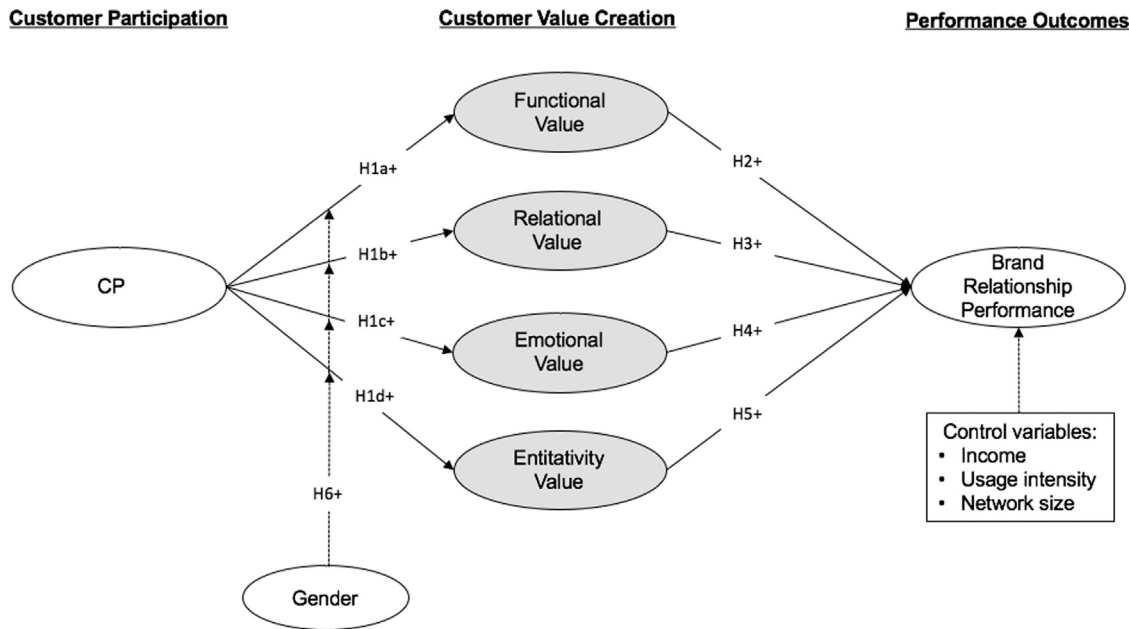 Customer Participation
Customer Value Creation
Performance Outcomes
Functional
Value
H1a+
H2+
Relational
Value
H1b+
H3+
CP
Brand
Relationship
Performance
H1c+
H4+
Emotional
Value
H1d+
H5+
Entitativity
Value
Control variables:
• Income
• Usage intensity
• Network size
H6+
Gender